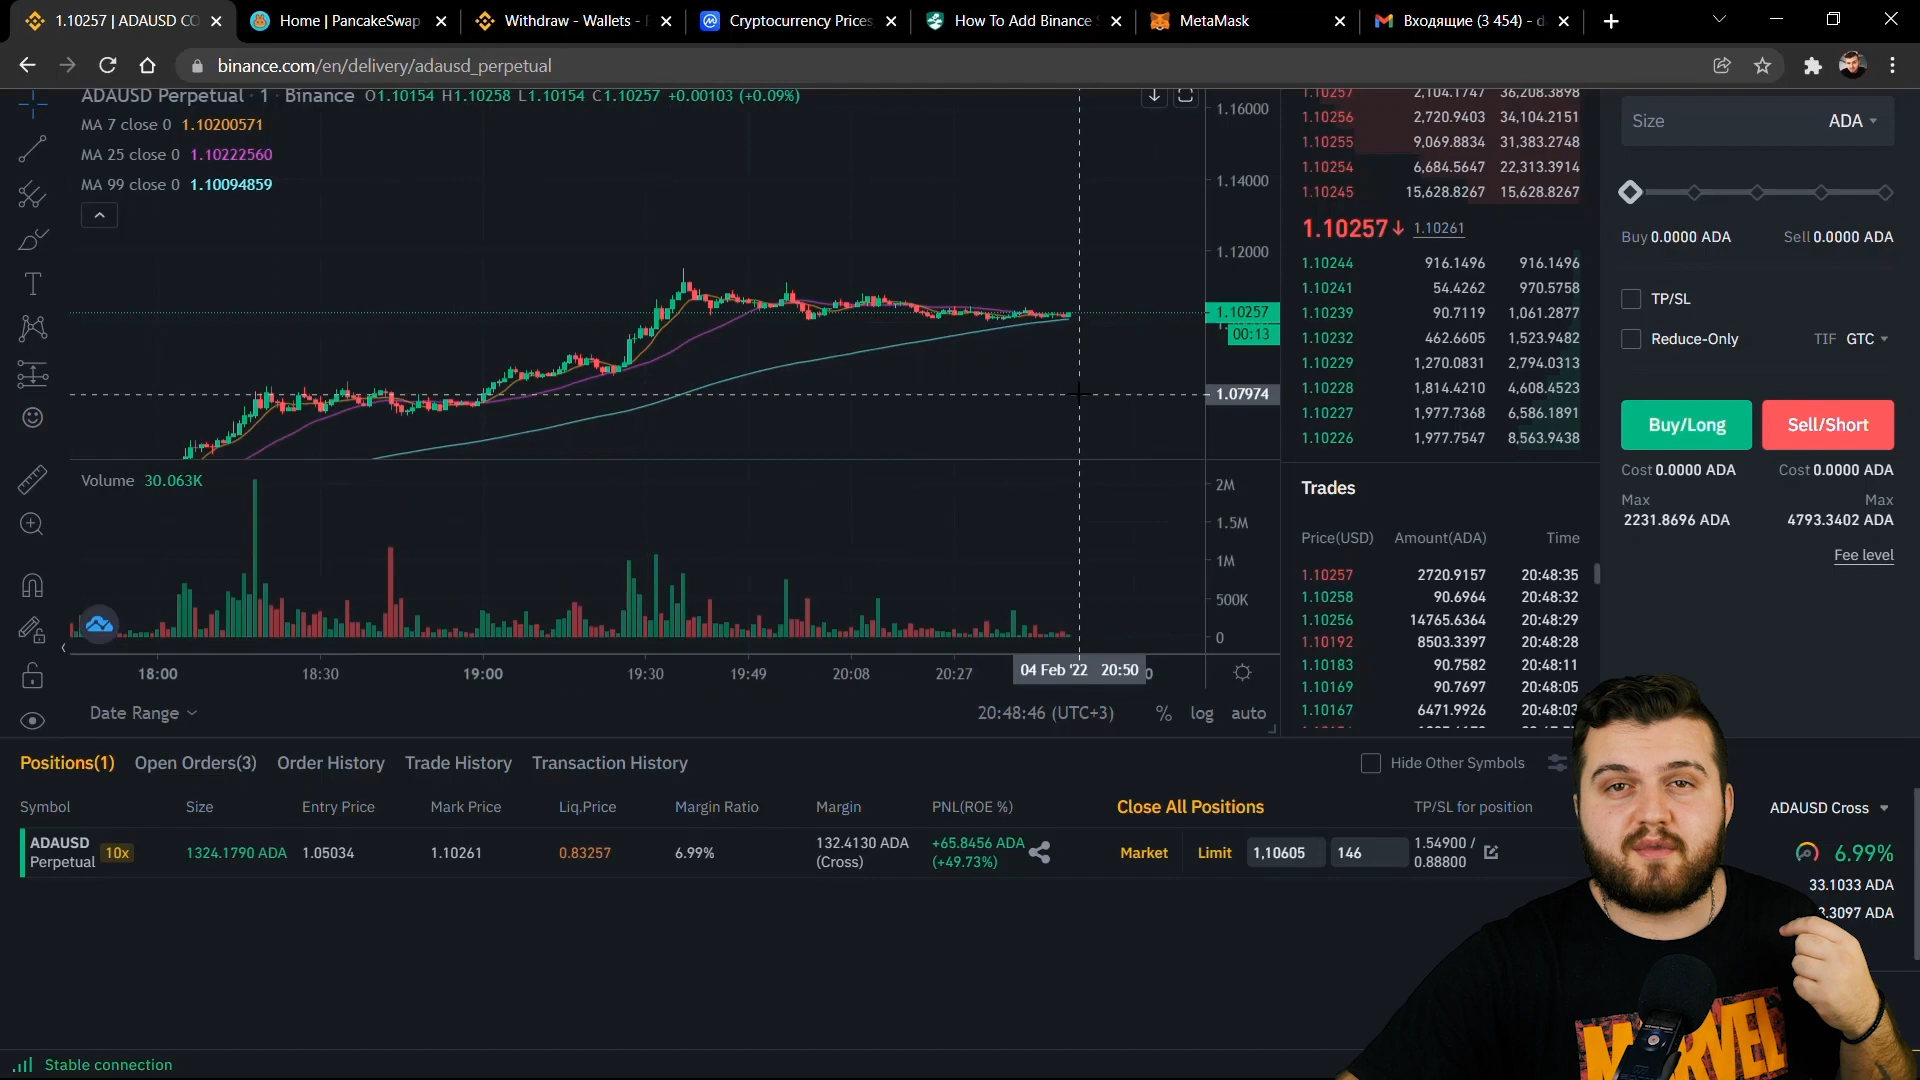 1.10257 | ADAUSD CO
Home | PancakeSwap
Withdraw - Wallets -
Cryptocurrency Prices,
How To Add Binance
MetaMask
Входящие (3 454) - d
binance.com/en/delivery/adausd_perpetual
ADAUSD Perpetual · 1 · Binance O1.10154 H1.10258 L1.10154 C1.10257 +0.00103 (+0.09%)
MA 7 close 0 1.10200571
MA 25 close 0 1.10222560
MA 99 close 0 1.10094859
1.16000
1.14000
1.12000
1.10257
00:13
1.07974
Volume 30.063K
2M
1.5M
1M
500K
0
18:00
18:30
19:00
19:30
19:49
20:08
20:27
04 Feb '22 20:50
Date Range
20:48:46 (UTC+3)
% log auto
1.10257 2,104.1747 36,208.3898
1.10256 2,720.9403 34,104.2151
1.10255 9,069.8834 31,383.2748
1.10254 6,684.5647 22,313.3914
1.10245 15,628.8267 15,628.8267
1.10257↓ 1.10261
1.10244 916.1496 916.1496
1.10241 54.4262 970.5758
1.10239 90.7119 1,061.2877
1.10232 462.6605 1,523.9482
1.10229 1,270.0831 2,794.0313
1.10228 1,814.4210 4,608.4523
1.10227 1,977.7368 6,586.1891
1.10226 1,977.7547 8,563.9438
Trades
Price(USD) Amount(ADA) Time
1.10257 2720.9157 20:48:35
1.10258 90.6964 20:48:32
1.10256 14765.6364 20:48:29
1.10192 8503.3397 20:48:28
1.10183 90.7582 20:48:11
1.10169 90.7697 20:48:05
1.10167 6471.9926 20:48:03
Size ADA
Buy 0.0000 ADA Sell 0.0000 ADA
TP/SL
Reduce-Only TIF GTC
Buy/Long Sell/Short
Cost 0.0000 ADA Cost 0.0000 ADA
Max Max
2231.8696 ADA 4793.3402 ADA
Fee level
Positions(1) Open Orders(3) Order History Trade History Transaction History
Hide Other Symbols
Symbol Size Entry Price Mark Price Liq.Price Margin Ratio Margin PNL(ROE %) Close All Positions TP/SL for position
ADAUSD
Perpetual 10x 1324.1790 ADA 1.05034 1.10261 0.83257 6.99%
132.4130 ADA
(Cross)
+65.8456 ADA
(+49.73%)
Market Limit 1,10605 146
1.54900 /
0.88800
ADAUSD Cross
6.99%
33.1033 ADA
3.3097 ADA
MARVEL
Stable connection